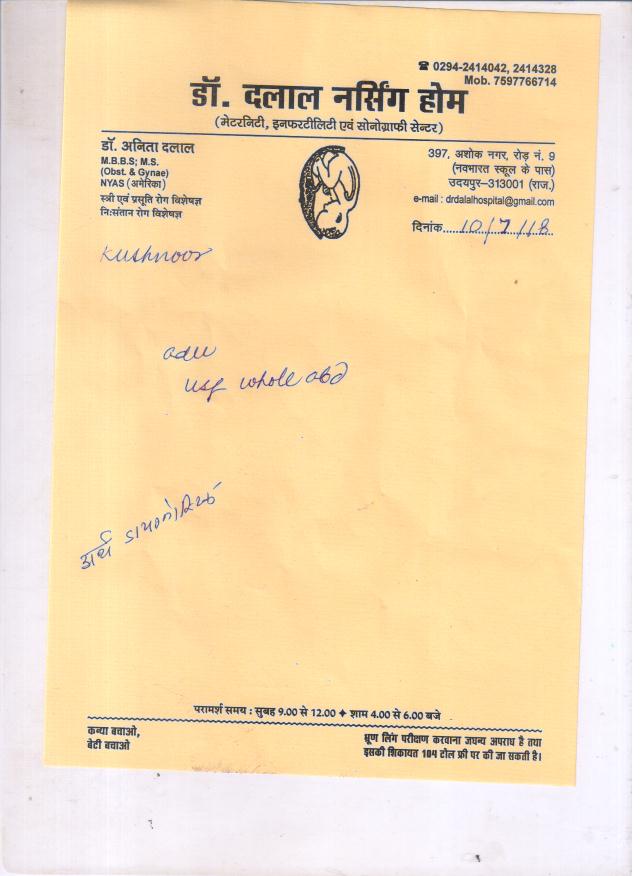 ☎ 0294-2414042, 2414328
Mob. 7597766714
डॉ. दलाल नर्सिंग होम
(मेटरनिटी, इनफरटीलिटी एवं सोनोग्राफी सेन्टर)
डॉ. अनिता दलाल
M.B.B.S; M.S.
(Obst. & Gynae)
NYAS (अमेरिका)
स्त्री एवं प्रसूति रोग विशेषज्ञ
निःसंतान रोग विशेषज्ञ
397, अशोक नगर, रोड़ नं. 9
(नवभारत स्कूल के पास)
उदयपुर–313001 (राज.)
e-mail : drdalalhospital@gmail.com
दिनांक.....10/7/18
Kushnoor
adv
usg whole abd
अर्थ डायग्नोस्टिक
परामर्श समय : सुबह 9.00 से 12.00 ✦ शाम 4.00 से 6.00 बजे
कन्या बचाओ,
बेटी बचाओ
भ्रूण लिंग परीक्षण करवाना जघन्य अपराध है तथा
इसकी शिकायत 104 टोल फ्री पर की जा सकती है।